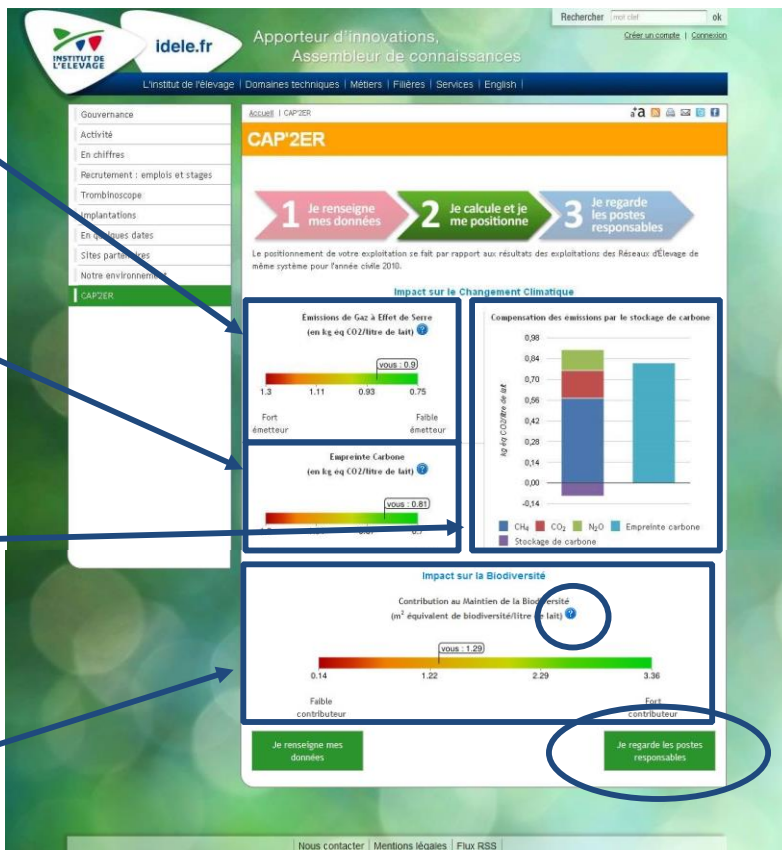 INSTITUT DE
L'ELEVAGE
idele.fr
Apporteur d'innovations,
Assembleur de connaissances
Rechercher mot clef ok
Créer un compte | Connexion
L'institut de l'élevage | Domaines techniques | Métiers | Filières | Services | English |
Gouvernance
Activité
En chiffres
Recrutement : emplois et stages
Trombinoscope
Implantations
En quelques dates
Sites partenaires
Notre environnement
CAP'2ER
Accueil | CAP'2ER
CAP'2ER
1 Je renseigne
mes données
2 Je calcule et je
me positionne
3 Je regarde
les postes
responsables
Le positionnement de votre exploitation se fait par rapport aux résultats des exploitations des Réseaux d'Élevage de
même système pour l'année civile 2010.
Impact sur le Changement Climatique
Émissions de Gaz à Effet de Serre
(en kg éq CO2/litre de lait) ?
vous : 0.9
1.3 1.11 0.93 0.75
Fort
émetteur
Faible
émetteur
Empreinte Carbone
(en kg éq CO2/litre de lait) ?
vous : 0.81
Compensation des émissions par le stockage de carbone
kg éq CO2/litre de lait
0,98
0,84
0,70
0,56
0,42
0,28
0,14
0,00
-0,14
CH₄ CO₂ N₂O Empreinte carbone
Stockage de carbone
Impact sur la Biodiversité
Contribution au Maintien de la Biodiversité
(m² équivalent de biodiversité/litre de lait) ?
vous : 1.29
0.14 1.22 2.29 3.36
Faible
contributeur
Fort
contributeur
Je renseigne mes
données
Je regarde les postes
responsables
Nous contacter | Mentions légales | Flux RSS